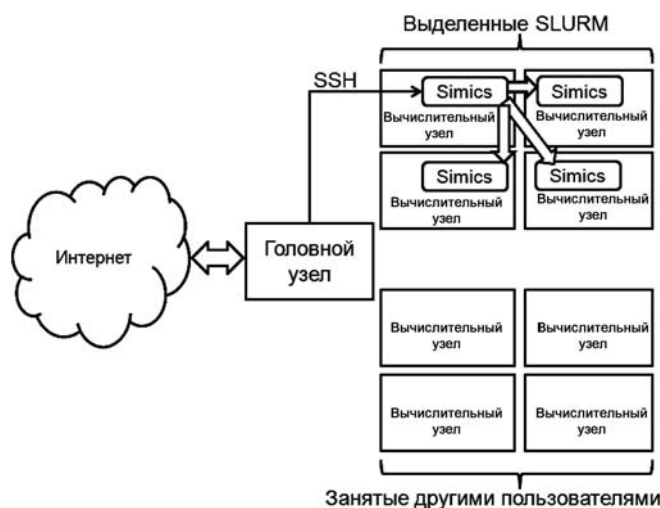 Выделенные SLURM
SSH
Simics
Simics
Вычислительный
узел
Вычислительный
узел
Simics
Simics
Вычислительный
узел
Вычислительный
узел
Интернет
Головной
узел
Вычислительный
узел
Вычислительный
узел
Вычислительный
узел
Вычислительный
узел
Занятые другими пользователями